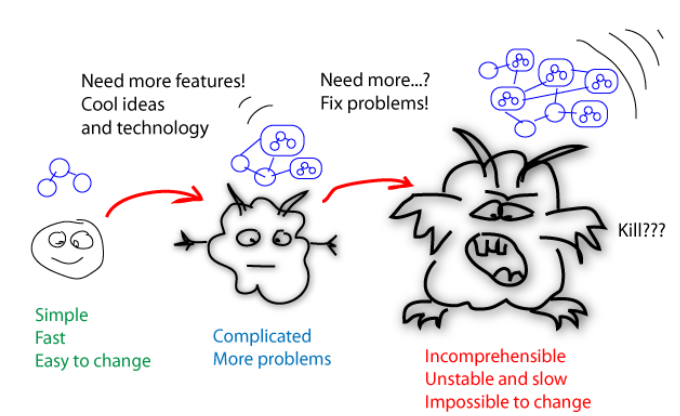 Need more features!
Cool ideas
and technology
Need more...?
Fix problems!
Kill???
Simple
Fast
Easy to change
Complicated
More problems
Incomprehensible
Unstable and slow
Impossible to change